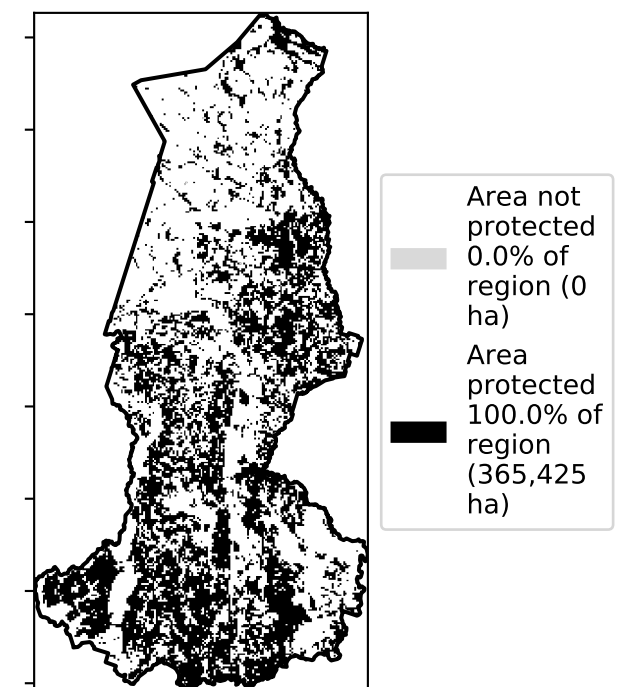 Area not
protected
0.0% of
region (0
ha)
Area
protected
100.0% of
region
(365,425
ha)